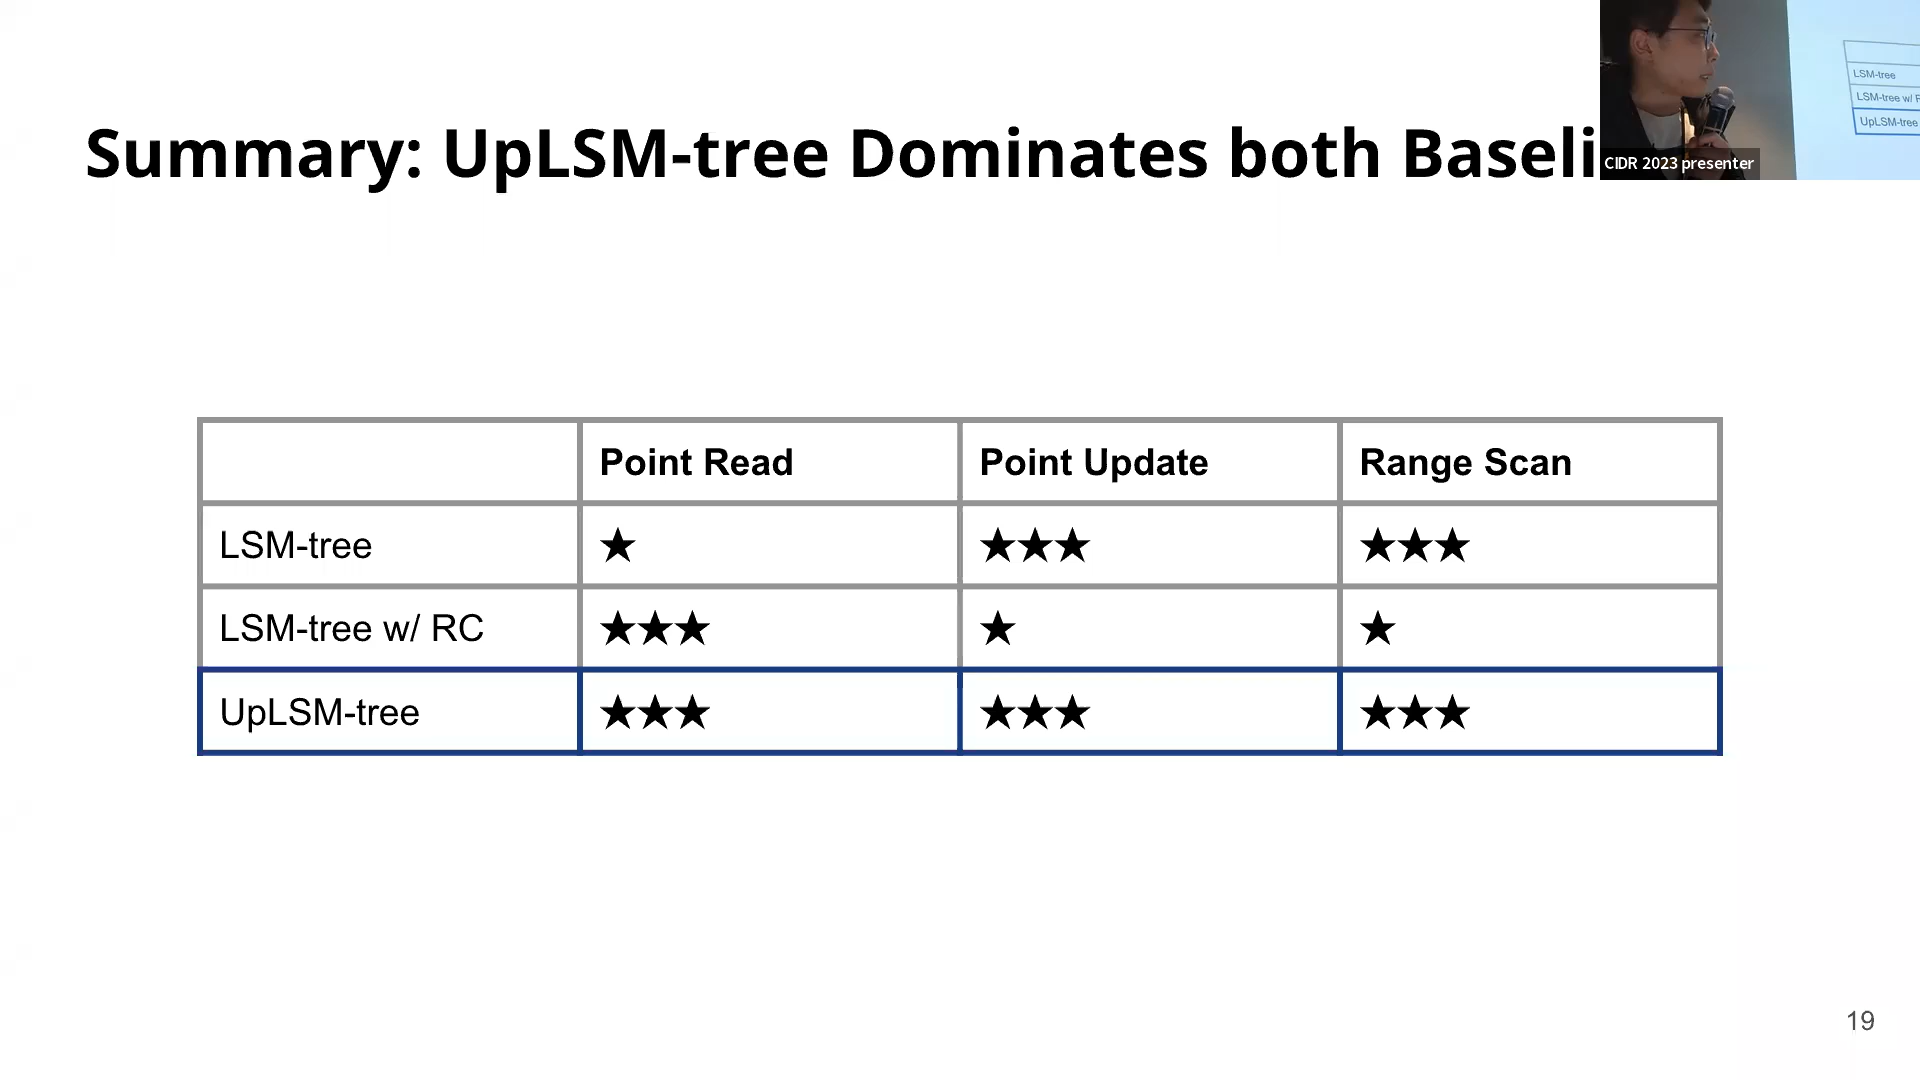 Summary: UpLSM-tree Dominates both Baseli
LSM-tree
LSM-tree w/
UpLSM-tree
CIDR 2023 presenter
Point Read Point Update Range Scan
LSM-tree ★ ★★★ ★★★
LSM-tree w/ RC ★★★ ★ ★
UpLSM-tree ★★★ ★★★ ★★★
19